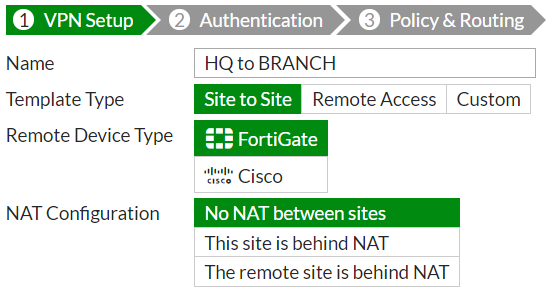 1 VPN Setup 2 Authentication 3 Policy & Routing
Name HQ to BRANCH
Template Type Site to Site Remote Access Custom
Remote Device Type FortiGate
CISCO Cisco
NAT Configuration No NAT between sites
This site is behind NAT
The remote site is behind NAT